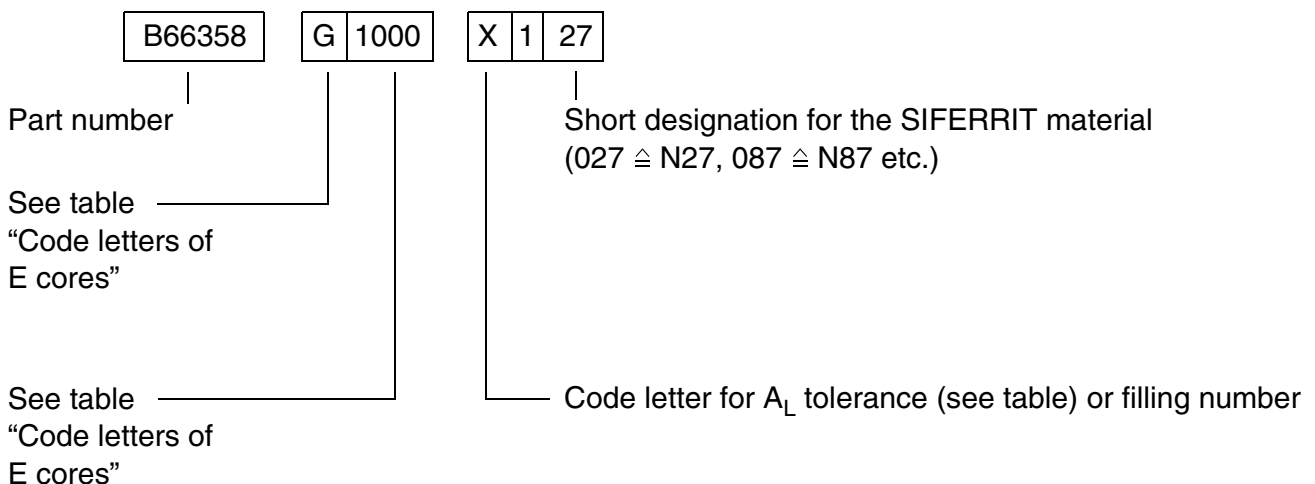 B66358 G 1000 X 1 27
Part number
Short designation for the SIFERRIT material
(027 ≙ N27, 087 ≙ N87 etc.)
See table
“Code letters of
E cores”
See table
“Code letters of
E cores”
Code letter for AL tolerance (see table) or filling number